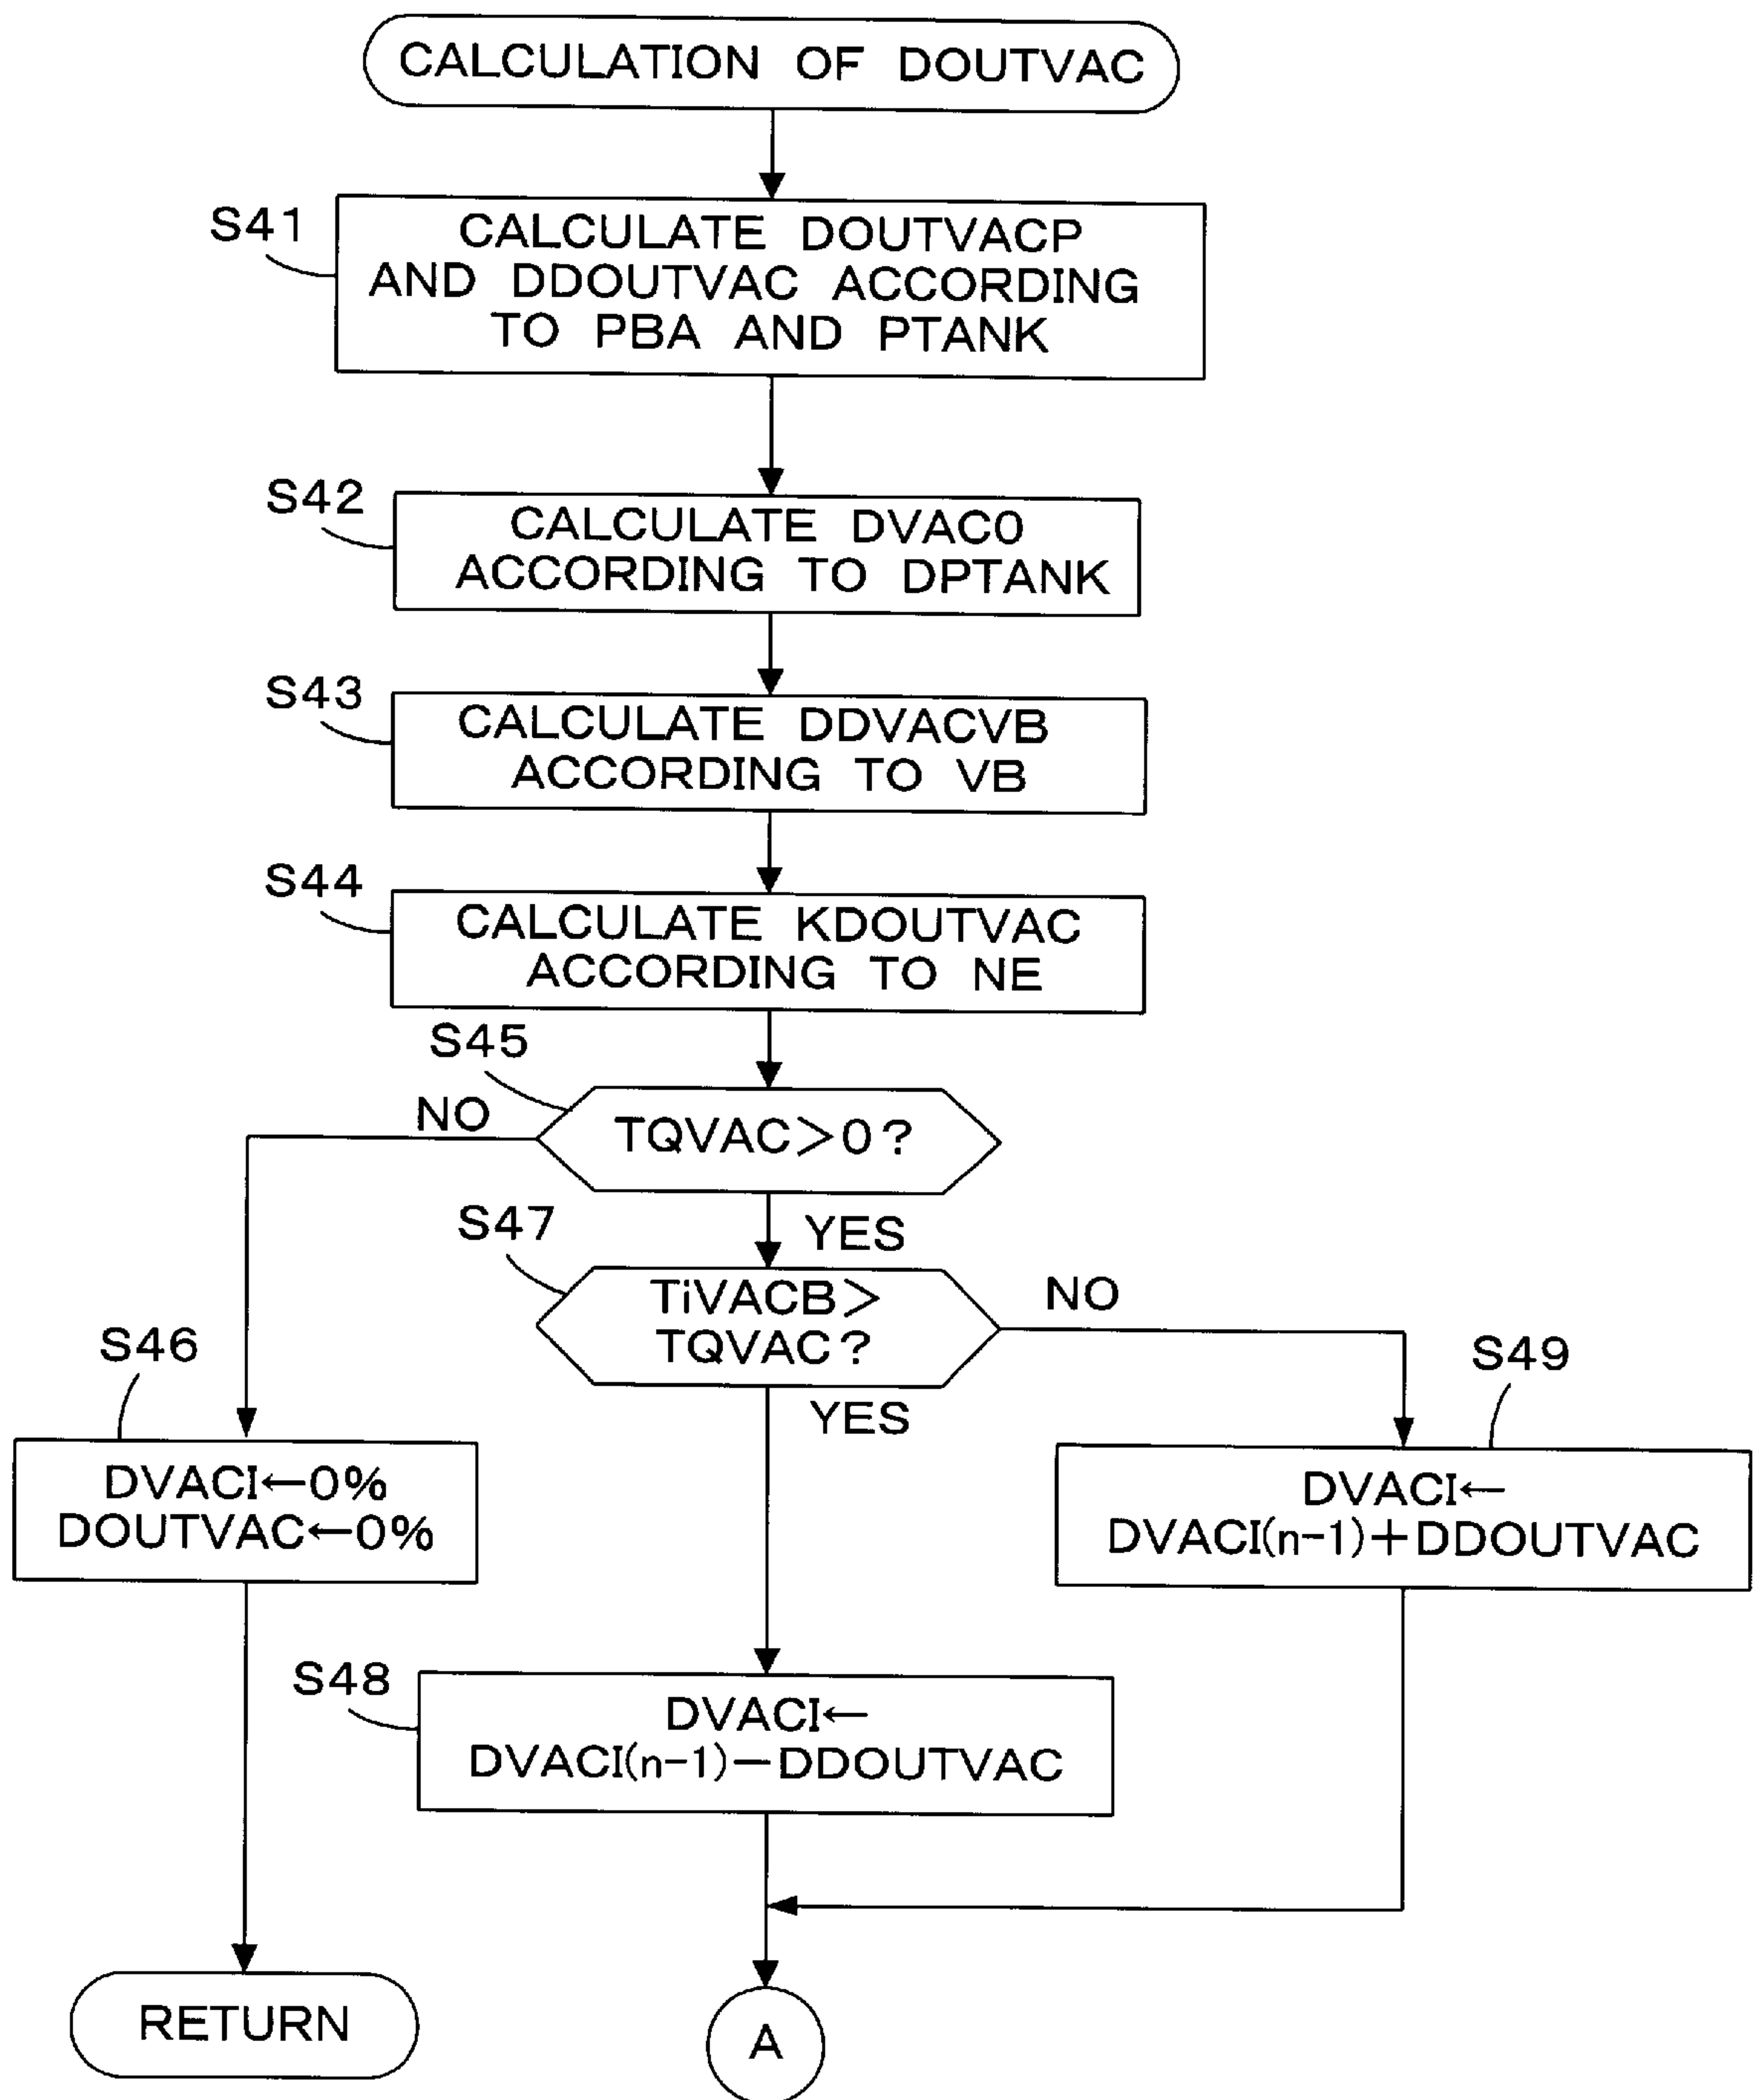 CALCULATION OF DOUTVAC
S41
CALCULATE DOUTVACP
AND DDOUTVAC ACCORDING
TO PBA AND PTANK
S42
CALCULATE DVAC0
ACCORDING TO DPTANK
S43
CALCULATE DDVACVB
ACCORDING TO VB
S44
CALCULATE KDOUTVAC
ACCORDING TO NE
S45
NO
TQVAC>0?
YES
S47
TiVACB>
TQVAC?
NO
YES
S46
DVACI←0%
DOUTVAC←0%
S49
DVACI←
DVACI(n-1)+DDOUTVAC
S48
DVACI←
DVACI(n-1)−DDOUTVAC
RETURN
A